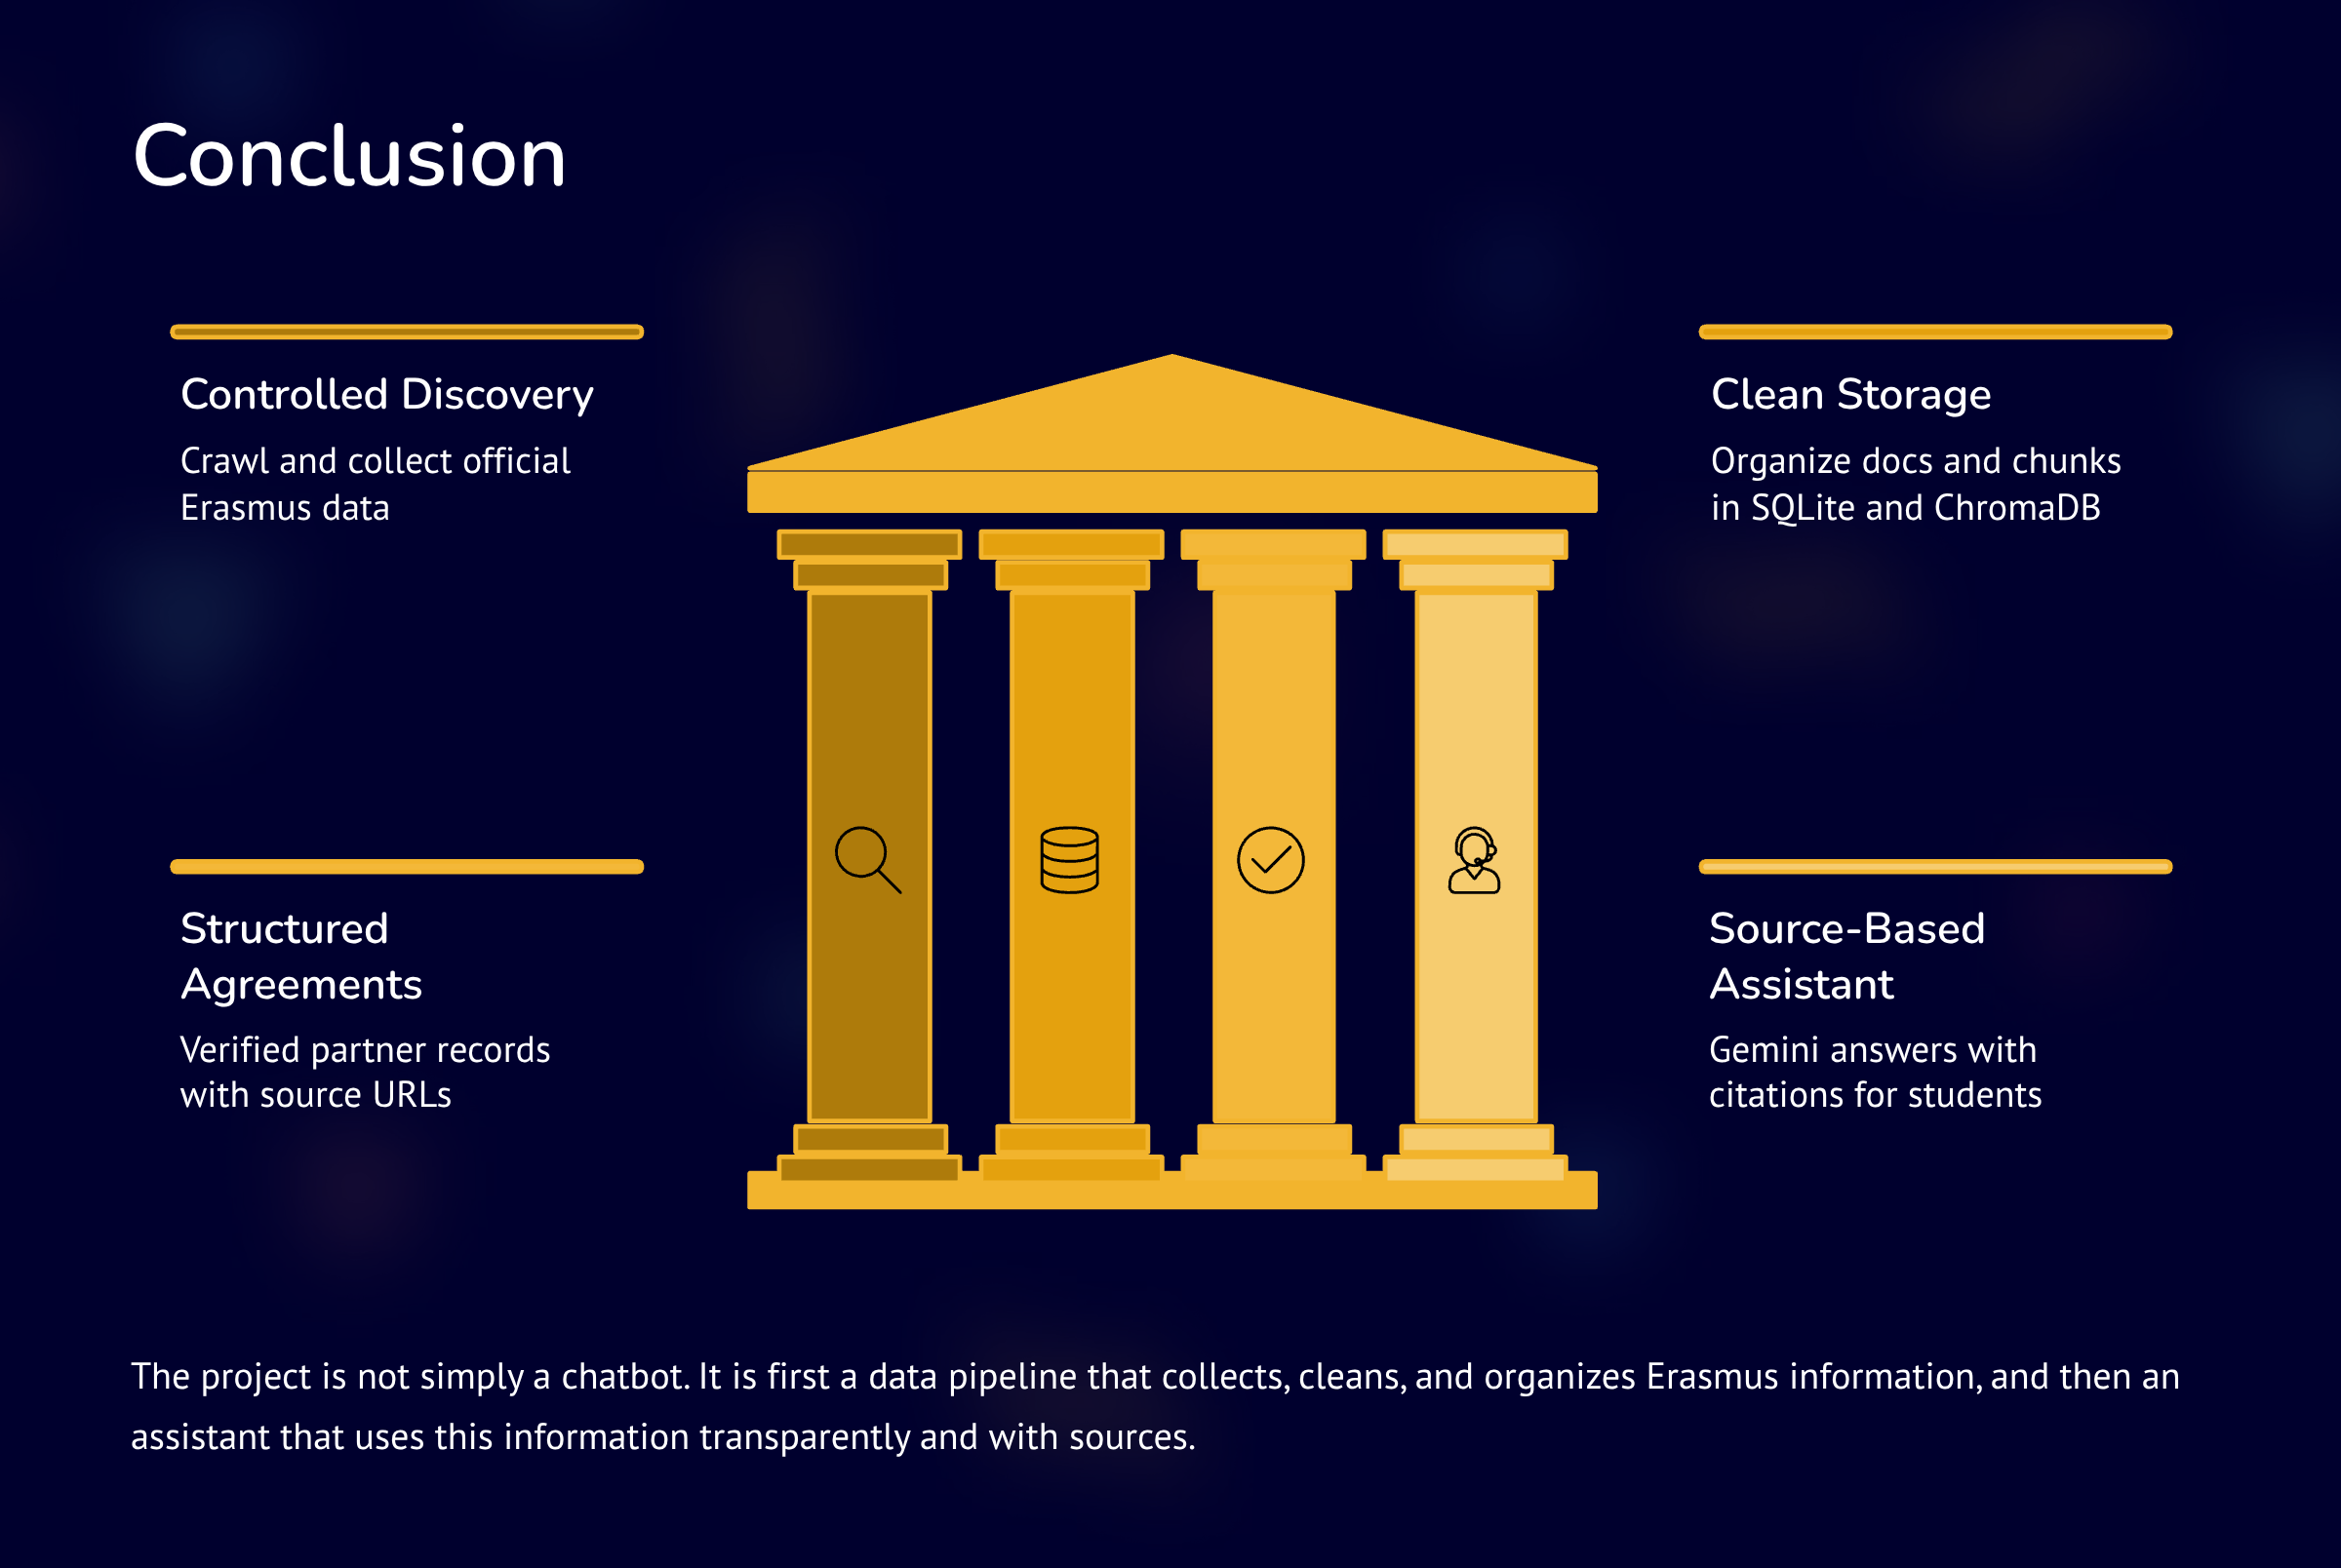 Conclusion
Controlled Discovery
Crawl and collect official
Erasmus data
Clean Storage
Organize docs and chunks
in SQLite and ChromaDB
Structured
Agreements
Verified partner records
with source URLs
Source-Based
Assistant
Gemini answers with
citations for students
The project is not simply a chatbot. It is first a data pipeline that collects, cleans, and organizes Erasmus information, and then an
assistant that uses this information transparently and with sources.